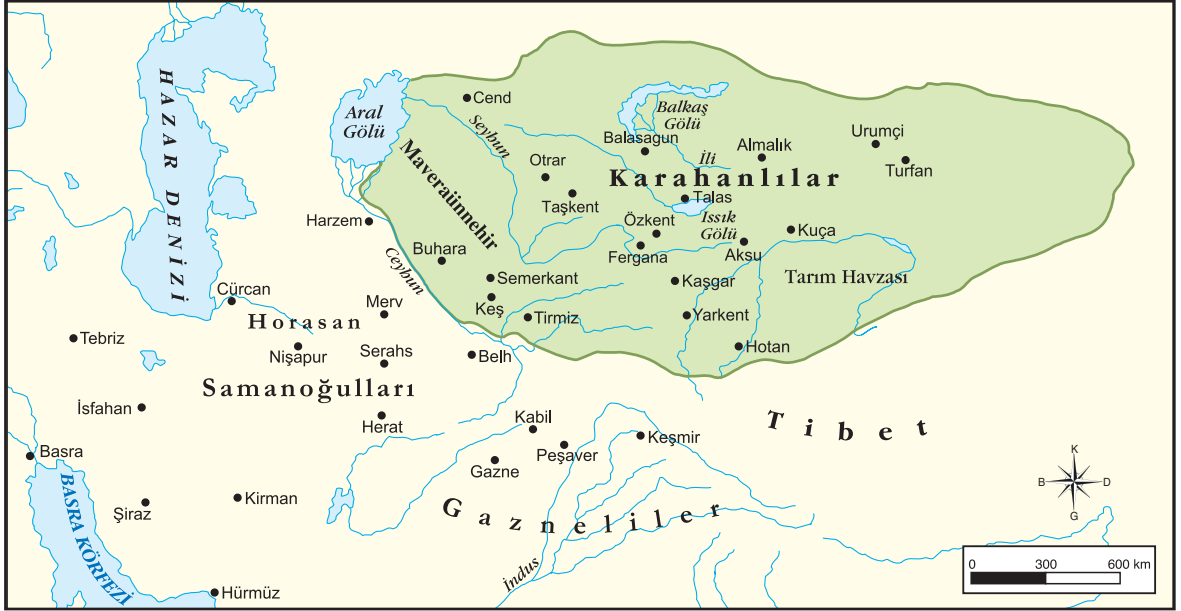 HAZAR DENİZİ
Aral
Gölü
Cend
Seyhun
Balkaş
Gölü
Balasagun
İli
Almalık
Urumçi
Turfan
Otrar
Taşkent
Karahanlılar
Talas
Maveraünnehir
Issık
Gölü
Harzem
Özkent
Fergana
Aksu
Kuça
Buhara
Ceyhun
Semerkant
Keş
Kaşgar
Tarım Havzası
Cürcan
Merv
Tirmiz
Yarkent
Horasan
Tebriz
Nişapur
Serahs
Belh
Hotan
Samanoğulları
İsfahan
Herat
Kabil
Tibet
Keşmir
Peşaver
Basra
Gazne
BASRA KÖRFEZİ
Şiraz
Kirman
Gazneliler
K
B
D
G
İndus
Hürmüz
0 300 600 km